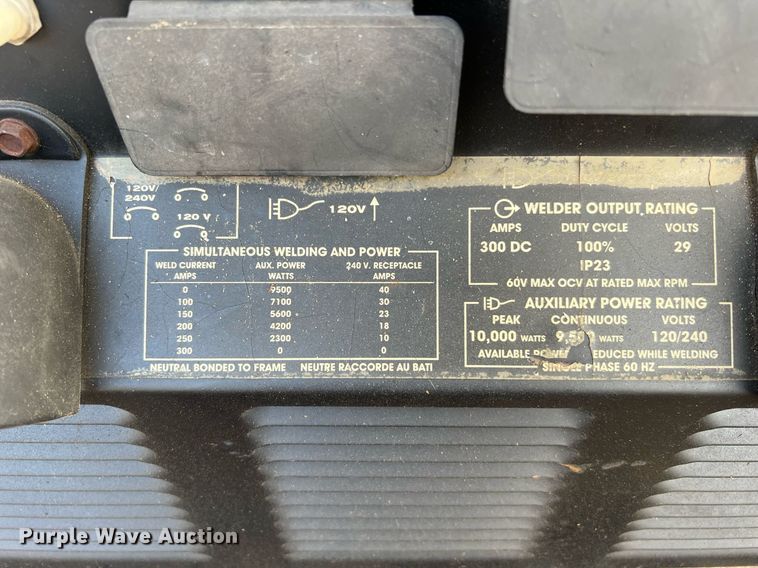 120V/
240V
120 V
120V
SIMULTANEOUS WELDING AND POWER
WELD CURRENT AUX. POWER 240 V. RECEPTACLE
AMPS WATTS AMPS
0 9500 40
100 7100 30
150 5600 23
200 4200 18
250 2300 10
300 0 0
NEUTRAL BONDED TO FRAME NEUTRE RACCORDE AU BATI
WELDER OUTPUT RATING
AMPS DUTY CYCLE VOLTS
300 DC 100% 29
IP23
60V MAX OCV AT RATED MAX RPM
AUXILIARY POWER RATING
PEAK CONTINUOUS VOLTS
10,000 WATTS 9,500 WATTS 120/240
AVAILABLE POWER REDUCED WHILE WELDING
SINGLE PHASE 60 HZ
Purple Wave Auction